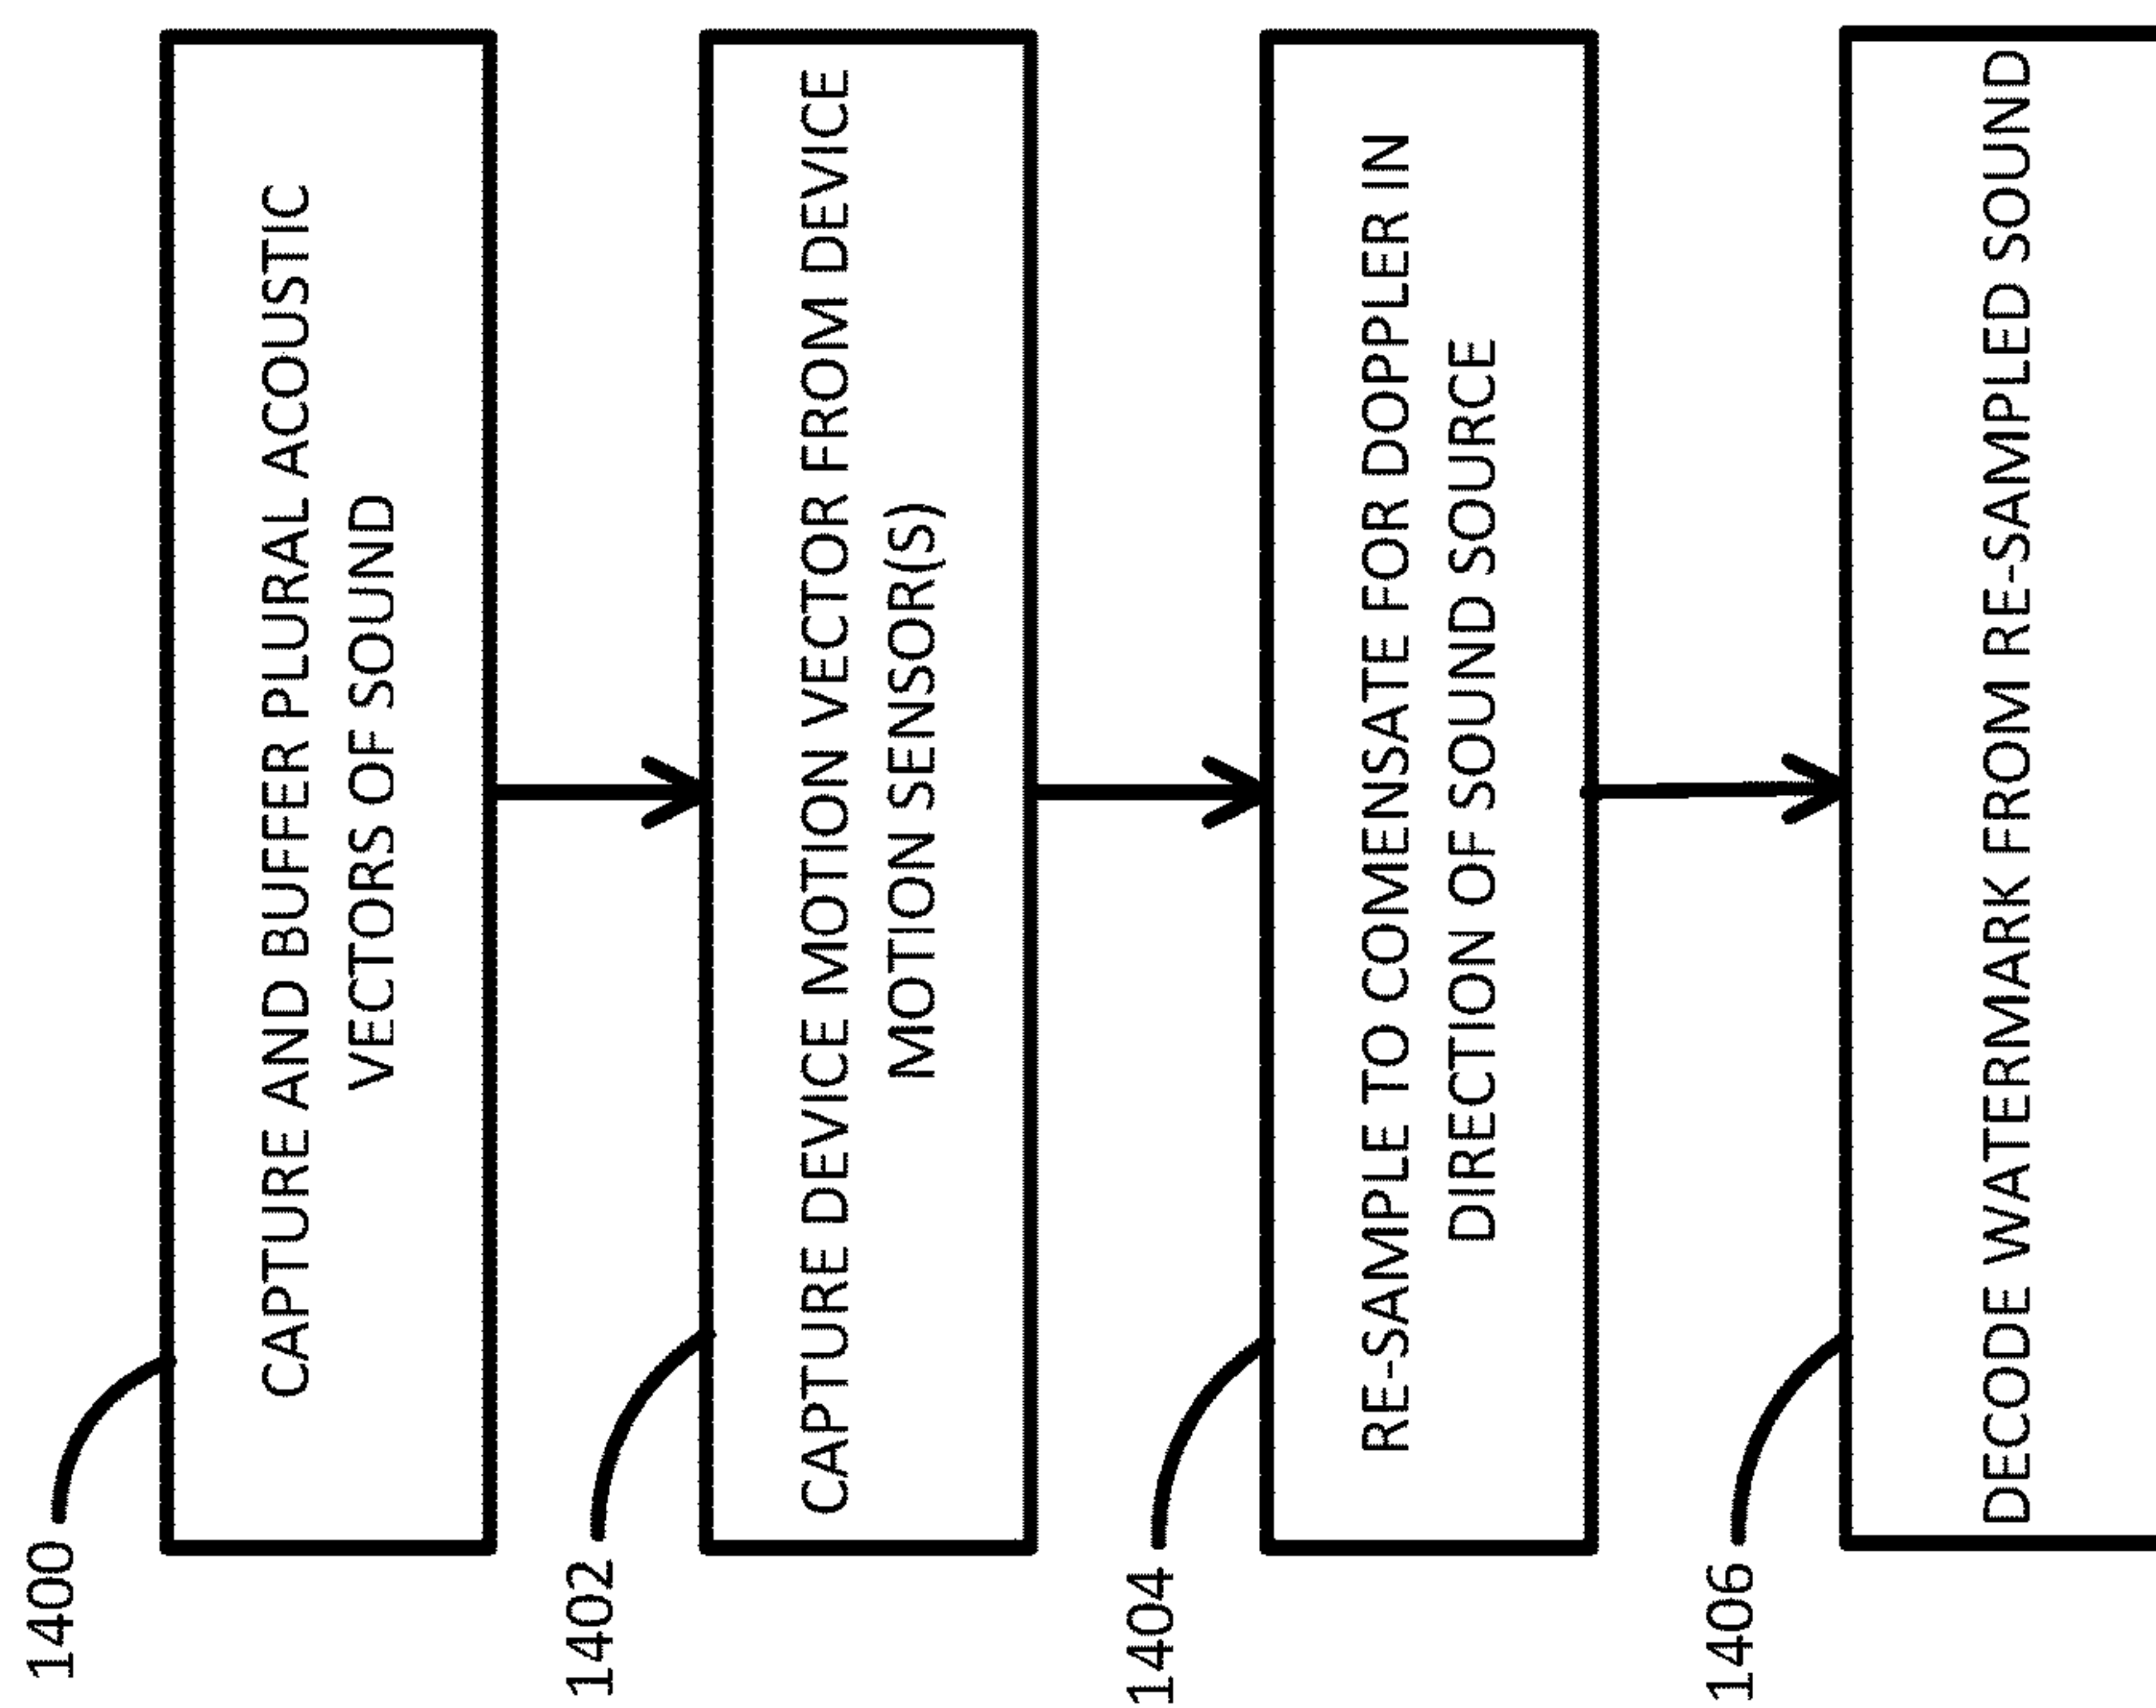 1400
CAPTURE AND BUFFER PLURAL ACOUSTIC
VECTORS OF SOUND
1402
CAPTURE DEVICE MOTION VECTOR FROM DEVICE
MOTION SENSOR(S)
1404
RE-SAMPLE TO COMENSATE FOR DOPPLER IN
DIRECTION OF SOUND SOURCE
1406
DECODE WATERMARK FROM RE-SAMPLED SOUND